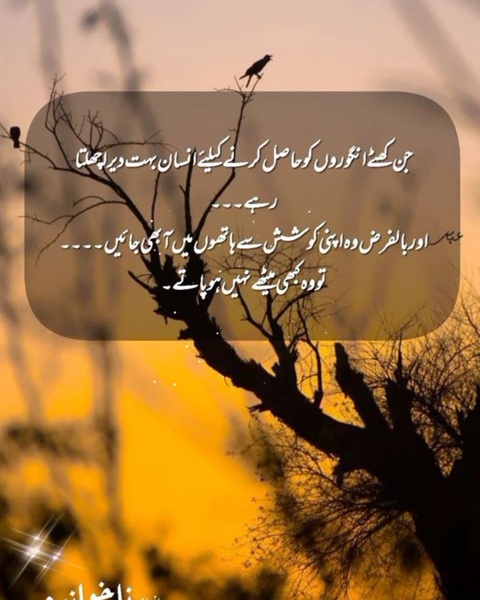 جن کھٹے انگوروں کو حاصل کرنے کیلئے انسان بہت دیر اچھلتا
رہے ۔۔۔
اور بالفرض وہ اپنی کوشش سے ہاتھوں میں آ بھی جائیں ۔۔۔۔
تو وہ کبھی میٹھے نہیں ہو پاتے ۔